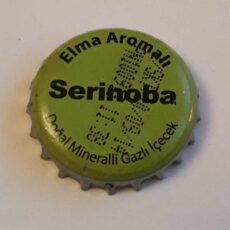 Elma Aromalı
Serinoba
Doğal Mineralli Gazlı İçecek